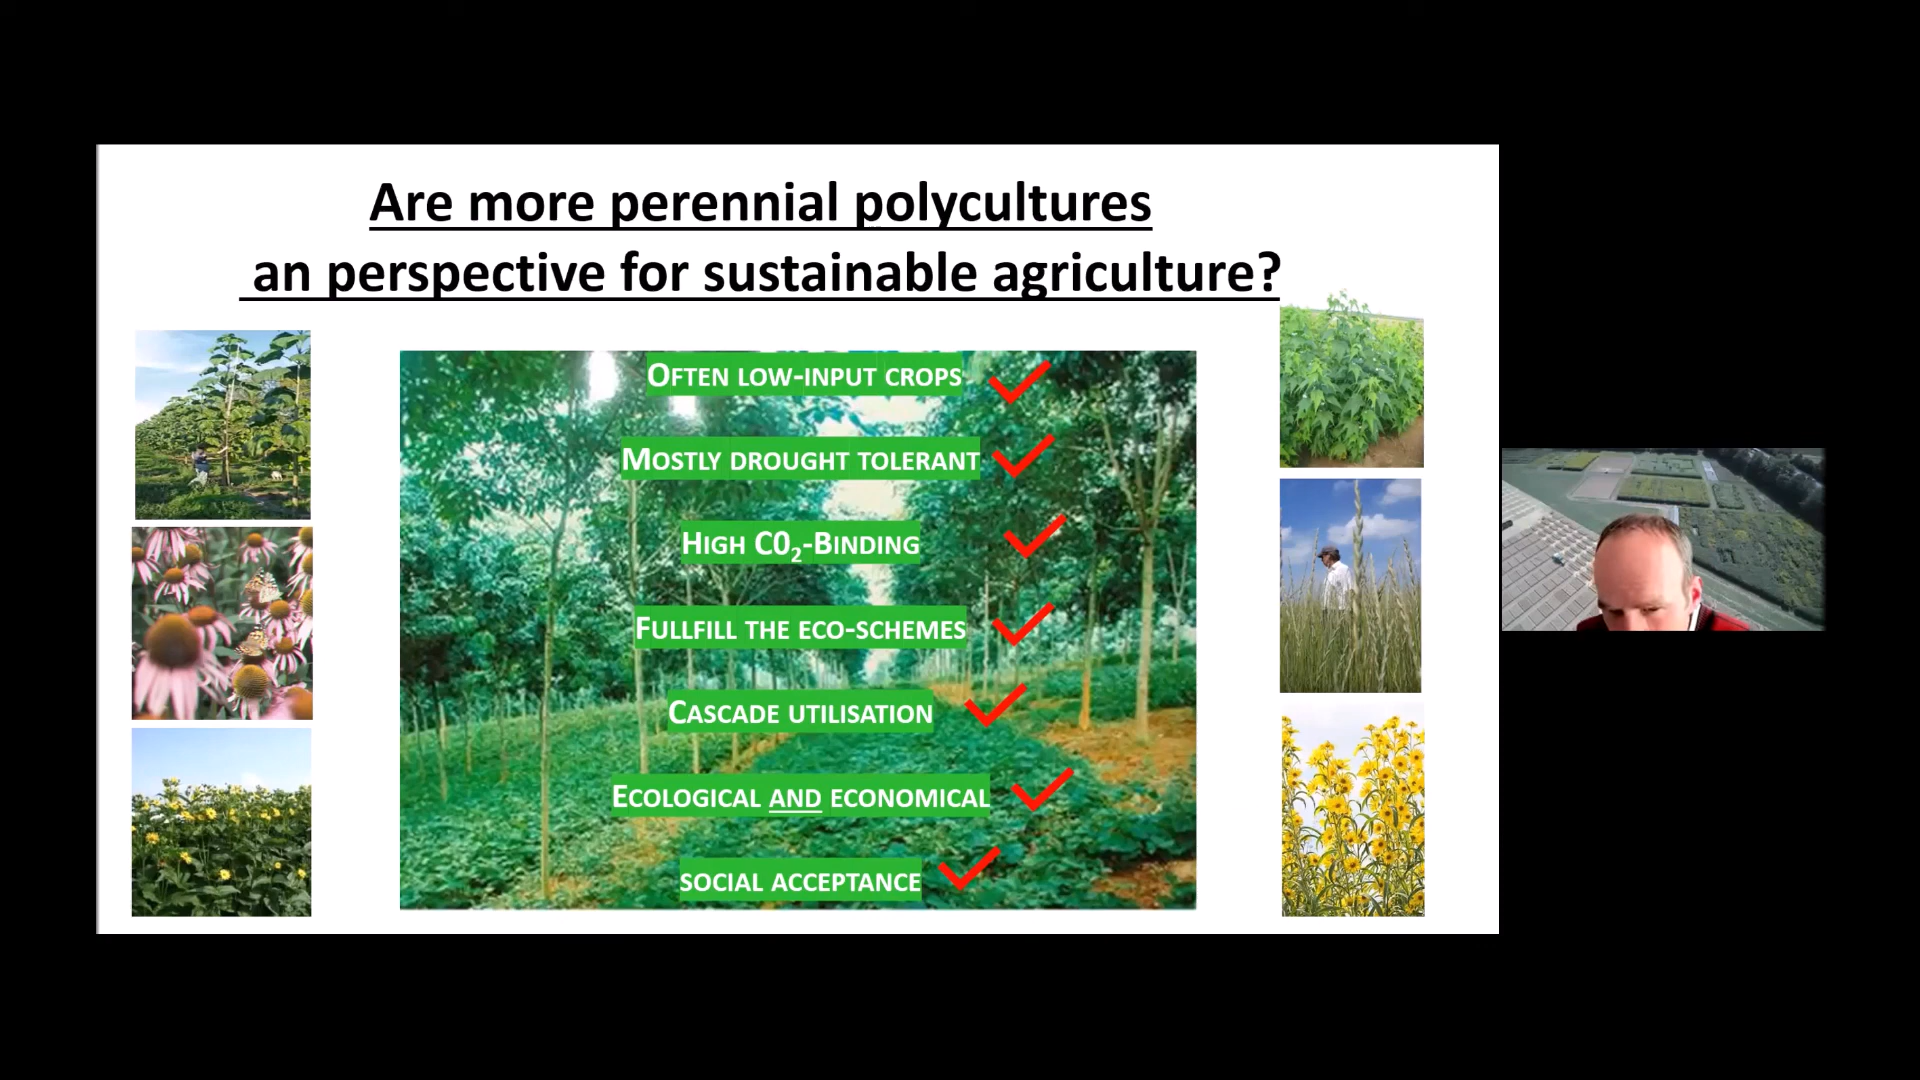 Are more perennial polycultures
an perspective for sustainable agriculture?
OFTEN LOW-INPUT CROPS
MOSTLY DROUGHT TOLERANT
HIGH C0₂-BINDING
FULLFILL THE ECO-SCHEMES
CASCADE UTILISATION
ECOLOGICAL AND ECONOMICAL
SOCIAL ACCEPTANCE